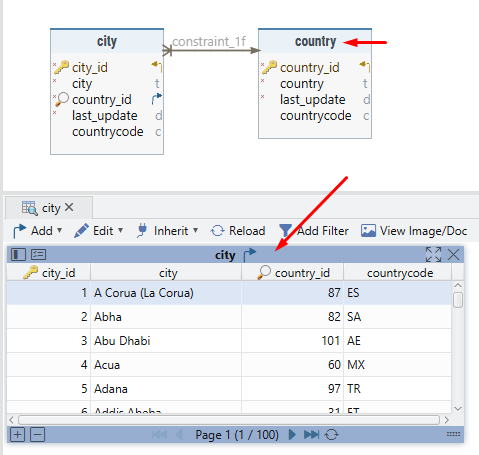 city
constraint_1f
country
city_id
city t
country_id
last_update d
countrycode c
country_id
country t
last_update d
countrycode c
city
Add Edit Inherit Reload Add Filter View Image/Doc
city
city_id city country_id countrycode
1 A Corua (La Corua) 87 ES
2 Abha 82 SA
3 Abu Dhabi 101 AE
4 Acua 60 MX
5 Adana 97 TR
6 Addis Abeba 31 ET
Page 1 (1 / 100)